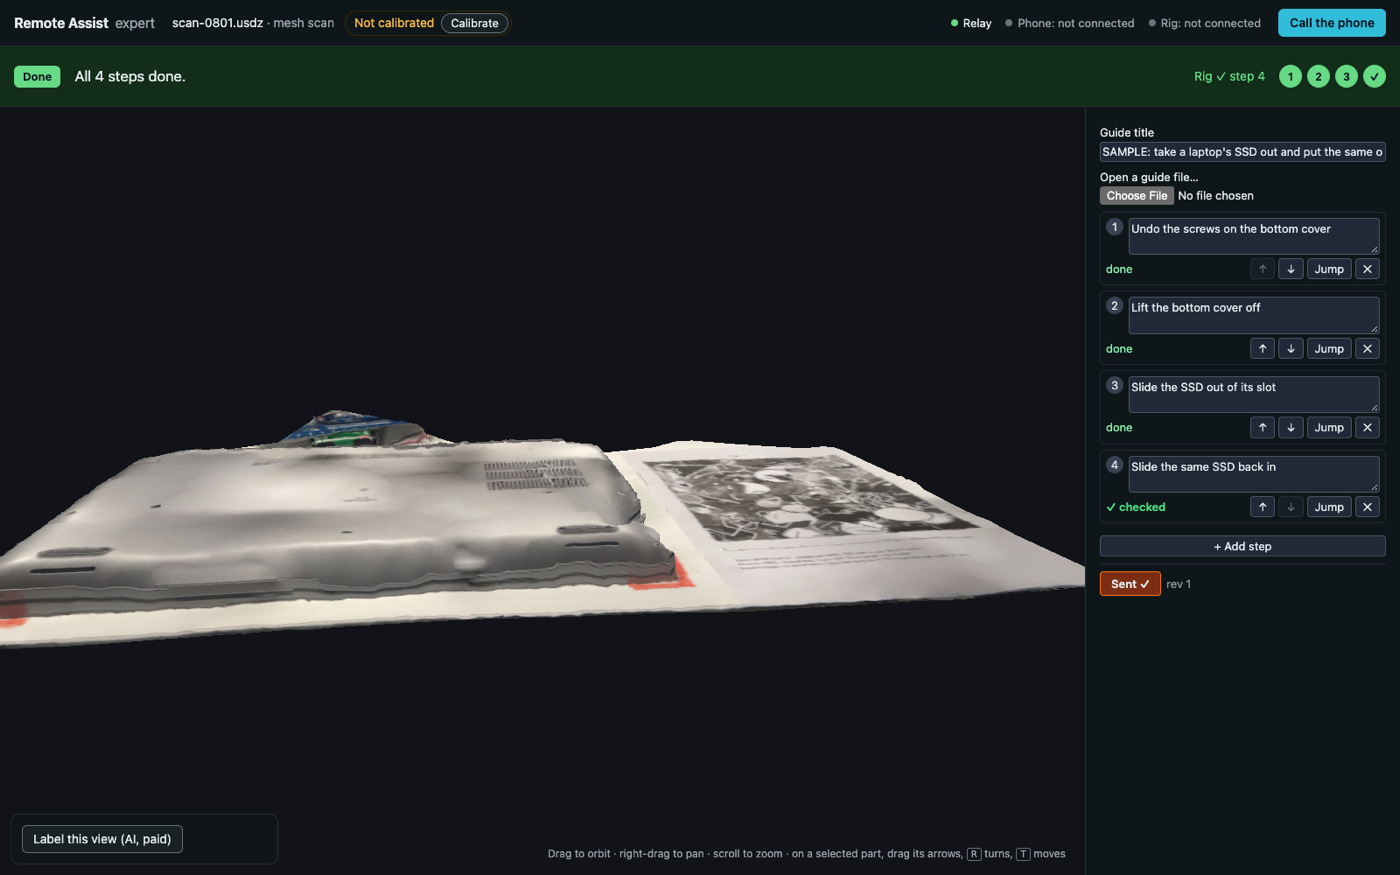 Remote Assist expert scan-0801.usdz · mesh scan Not calibrated Calibrate Relay Phone: not connected Rig: not connected Call the phone
Done All 4 steps done. Rig ✓ step 4 1 2 3 ✓
Guide title
SAMPLE: take a laptop's SSD out and put the same o
Open a guide file...
Choose File No file chosen
1 Undo the screws on the bottom cover
done ↑ ↓ Jump ✕
2 Lift the bottom cover off
done ↑ ↓ Jump ✕
3 Slide the SSD out of its slot
done ↑ ↓ Jump ✕
4 Slide the same SSD back in
✓ checked ↑ ↓ Jump ✕
+ Add step
Sent ✓ rev 1
Label this view (AI, paid)
Drag to orbit · right-drag to pan · scroll to zoom · on a selected part, drag its arrows, R turns, T moves